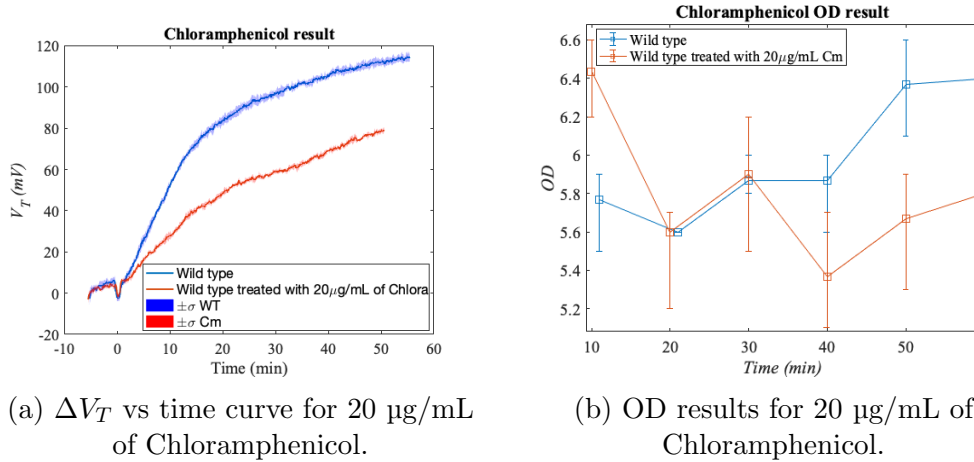 Chloramphenicol result
120
100
80
60
40
20
0
-20
V_T (mV)
-10 0 10 20 30 40 50 60
Time (min)
Wild type
Wild type treated with 20μg/mL of Chlora
±σ WT
±σ Cm
(a) ΔV_T vs time curve for 20 µg/mL
of Chloramphenicol.
Chloramphenicol OD result
6.6
6.4
6.2
6
5.8
5.6
5.4
5.2
OD
10 20 30 40 50
Time (min)
Wild type
Wild type treated with 20μg/mL Cm
(b) OD results for 20 µg/mL of
Chloramphenicol.